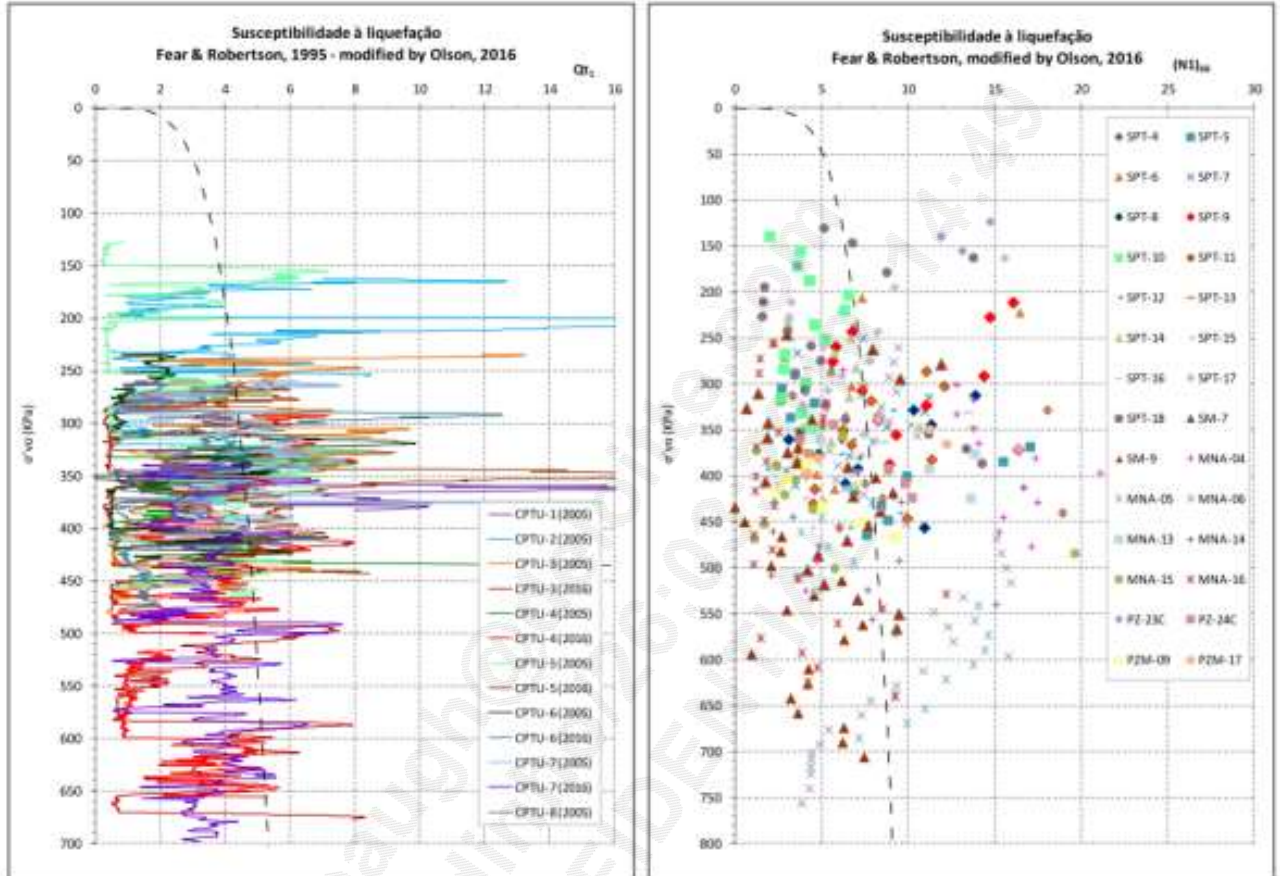 Susceptibilidade à liquefação
Fear & Robertson, 1995 - modified by Olson, 2016
Qt₁
0 2 4 6 8 10 12 14 16
0
50
100
150
200
250
300
350
400
450
500
550
600
650
700
σ'vo (KPa)
CPTU-1(2005)
CPTU-2(2005)
CPTU-3(2005)
CPTU-3(2016)
CPTU-4(2005)
CPTU-4(2016)
CPTU-5(2005)
CPTU-5(2016)
CPTU-6(2005)
CPTU-6(2016)
CPTU-7(2005)
CPTU-7(2016)
CPTU-8(2005)
Susceptibilidade à liquefação
Fear & Robertson, modified by Olson, 2016
(N1)₆₀
0 5 10 15 20 25 30
0
50
100
150
200
250
300
350
400
450
500
550
600
650
700
750
800
σ'vo (KPa)
SPT-4 SPT-5
SPT-6 SPT-7
SPT-8 SPT-9
SPT-10 SPT-11
SPT-12 SPT-13
SPT-14 SPT-15
SPT-16 SPT-17
SPT-18 SM-7
SM-9 MNA-04
MNA-05 MNA-06
MNA-13 MNA-14
MNA-15 MNA-16
PZ-23C PZ-24C
PZM-09 PZM-17
14:49